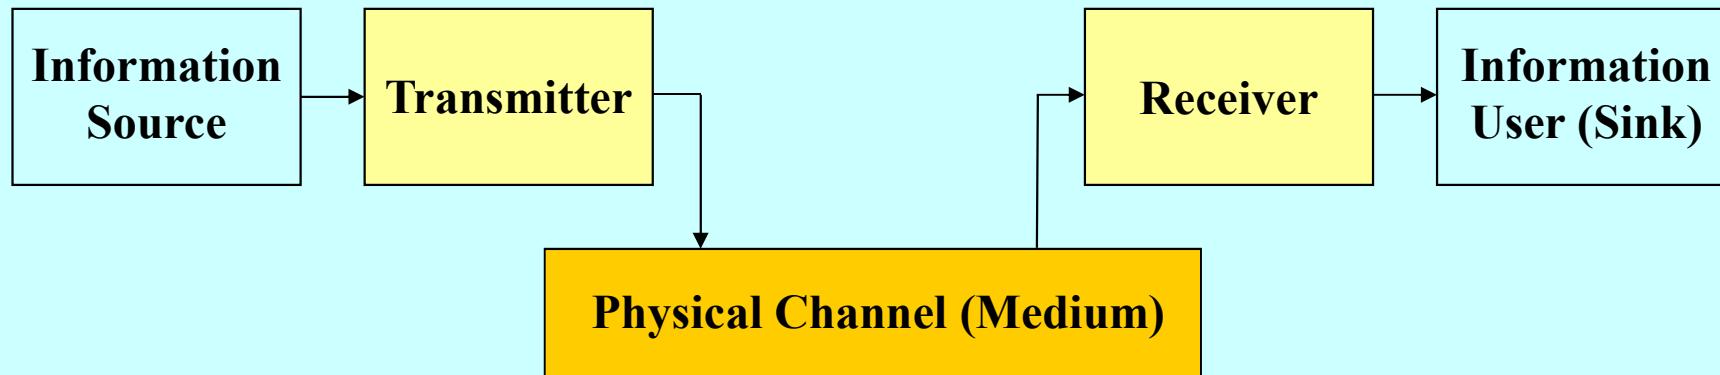 Information
Source
Transmitter
Receiver
Information
User (Sink)
Physical Channel (Medium)